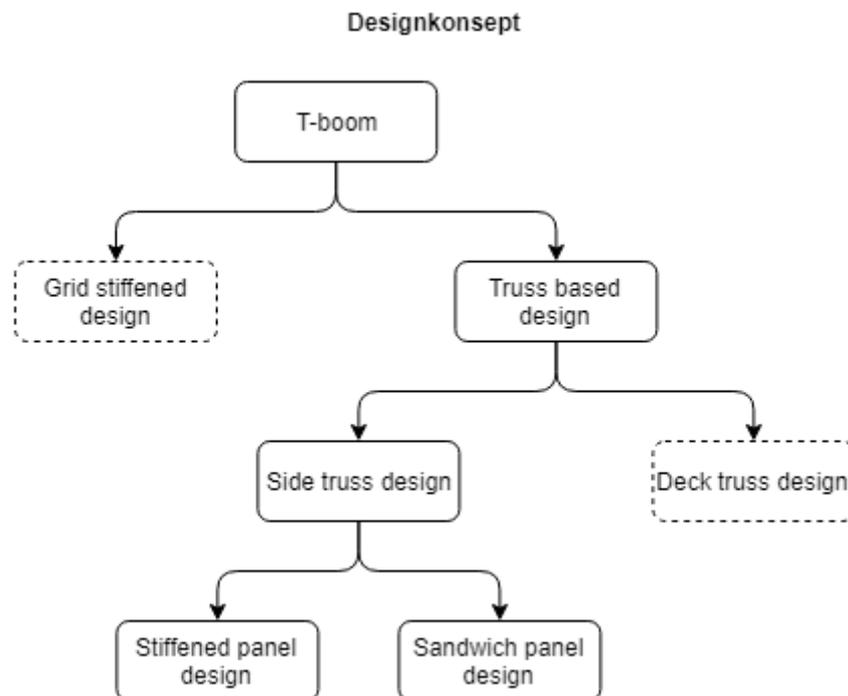 Designkonsept
T-boom
Grid stiffened
design
Truss based
design
Side truss design
Deck truss design
Stiffened panel
design
Sandwich panel
design